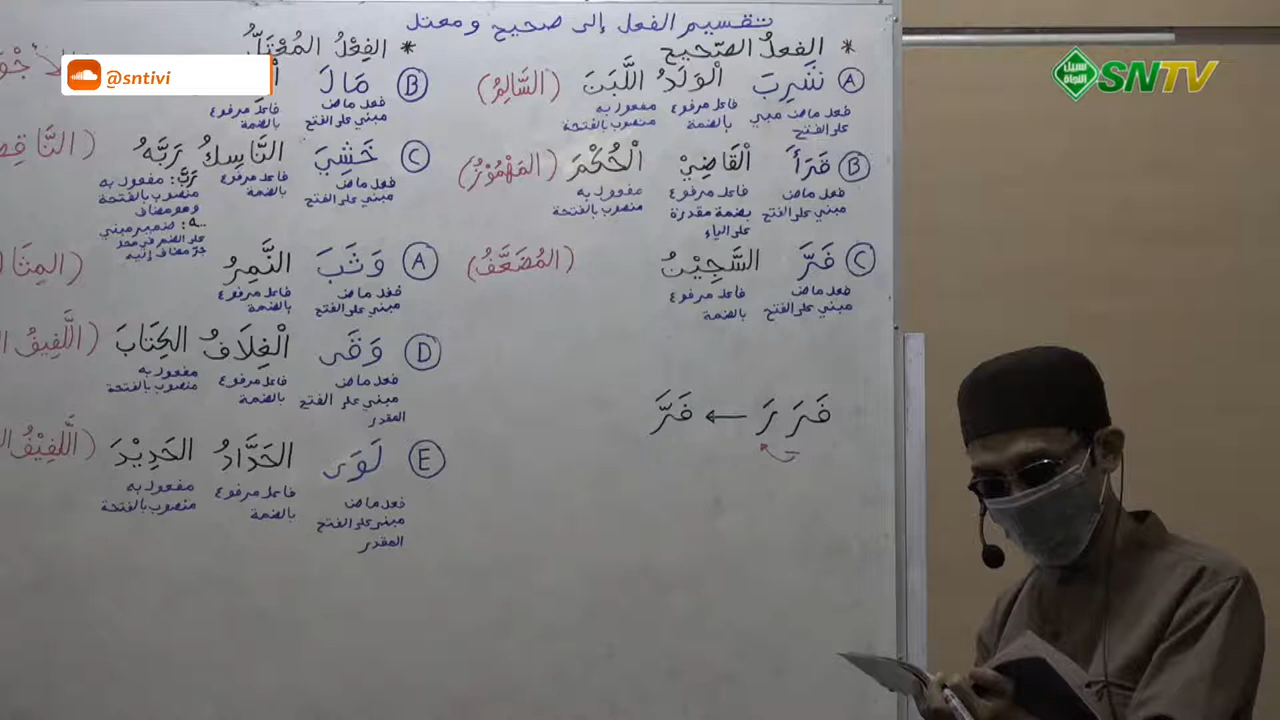 تقسيم الفعل إلى صحيح ومعتل
* الفعلُ الصّحيح
Ⓐ شَرِبَ الْوَلَدُ اللَّبَنَ (السَّالِمُ)
فعل ماض مبني على الفتح
فاعل مرفوع بالضمة
مفعول به منصوب بالفتحة
Ⓑ قَرَأَ الْقَاضِيْ الْحُكْمَ (المَهْمُوْزُ)
فعل ماض مبني على الفتح
فاعل مرفوع بضمة مقدرة على الياء
مفعول به منصوب بالفتحة
Ⓒ فَرَّ السَّجِيْنُ (المُضَعَّفُ)
فعل ماض مبني على الفتح
فاعل مرفوع بالضمة
فَرَ رَ ← فَرَّ
* الفِعْلُ المُعْتَلُّ
Ⓑ مَالَ
فعل ماض مبني على الفتح
فاعل مرفوع بالضمة
Ⓒ خَشِيَ النَّاسِكُ رَبَّهُ (النَّاقِص
فعل ماض مبني على الفتح
فاعل مرفوع بالضمة
رَبَّ: مفعول به منصوب بالفتحة وهو مضاف
ـه: ضمير مبني على الضم في محل جرّ مضاف إليه
Ⓐ وَثَبَ النَّمِرُ (المِثَا
فعل ماض مبني على الفتح
فاعل مرفوع بالضمة
Ⓓ وَقَى الْغِلَافُ الكِتَابَ (اللَّفِيفُ ا
فعل ماض مبني على الفتح المقدر
فاعل مرفوع بالضمة
مفعول به منصوب بالفتحة
Ⓔ لَوَى الحَدَّادُ الحَدِيْدَ (اللَّفِيْفُ ا
فعل ماض مبني على الفتح المقدر
فاعل مرفوع بالضمة
مفعول به منصوب بالفتحة
@sntivi
سبيل النجاة
SNTV